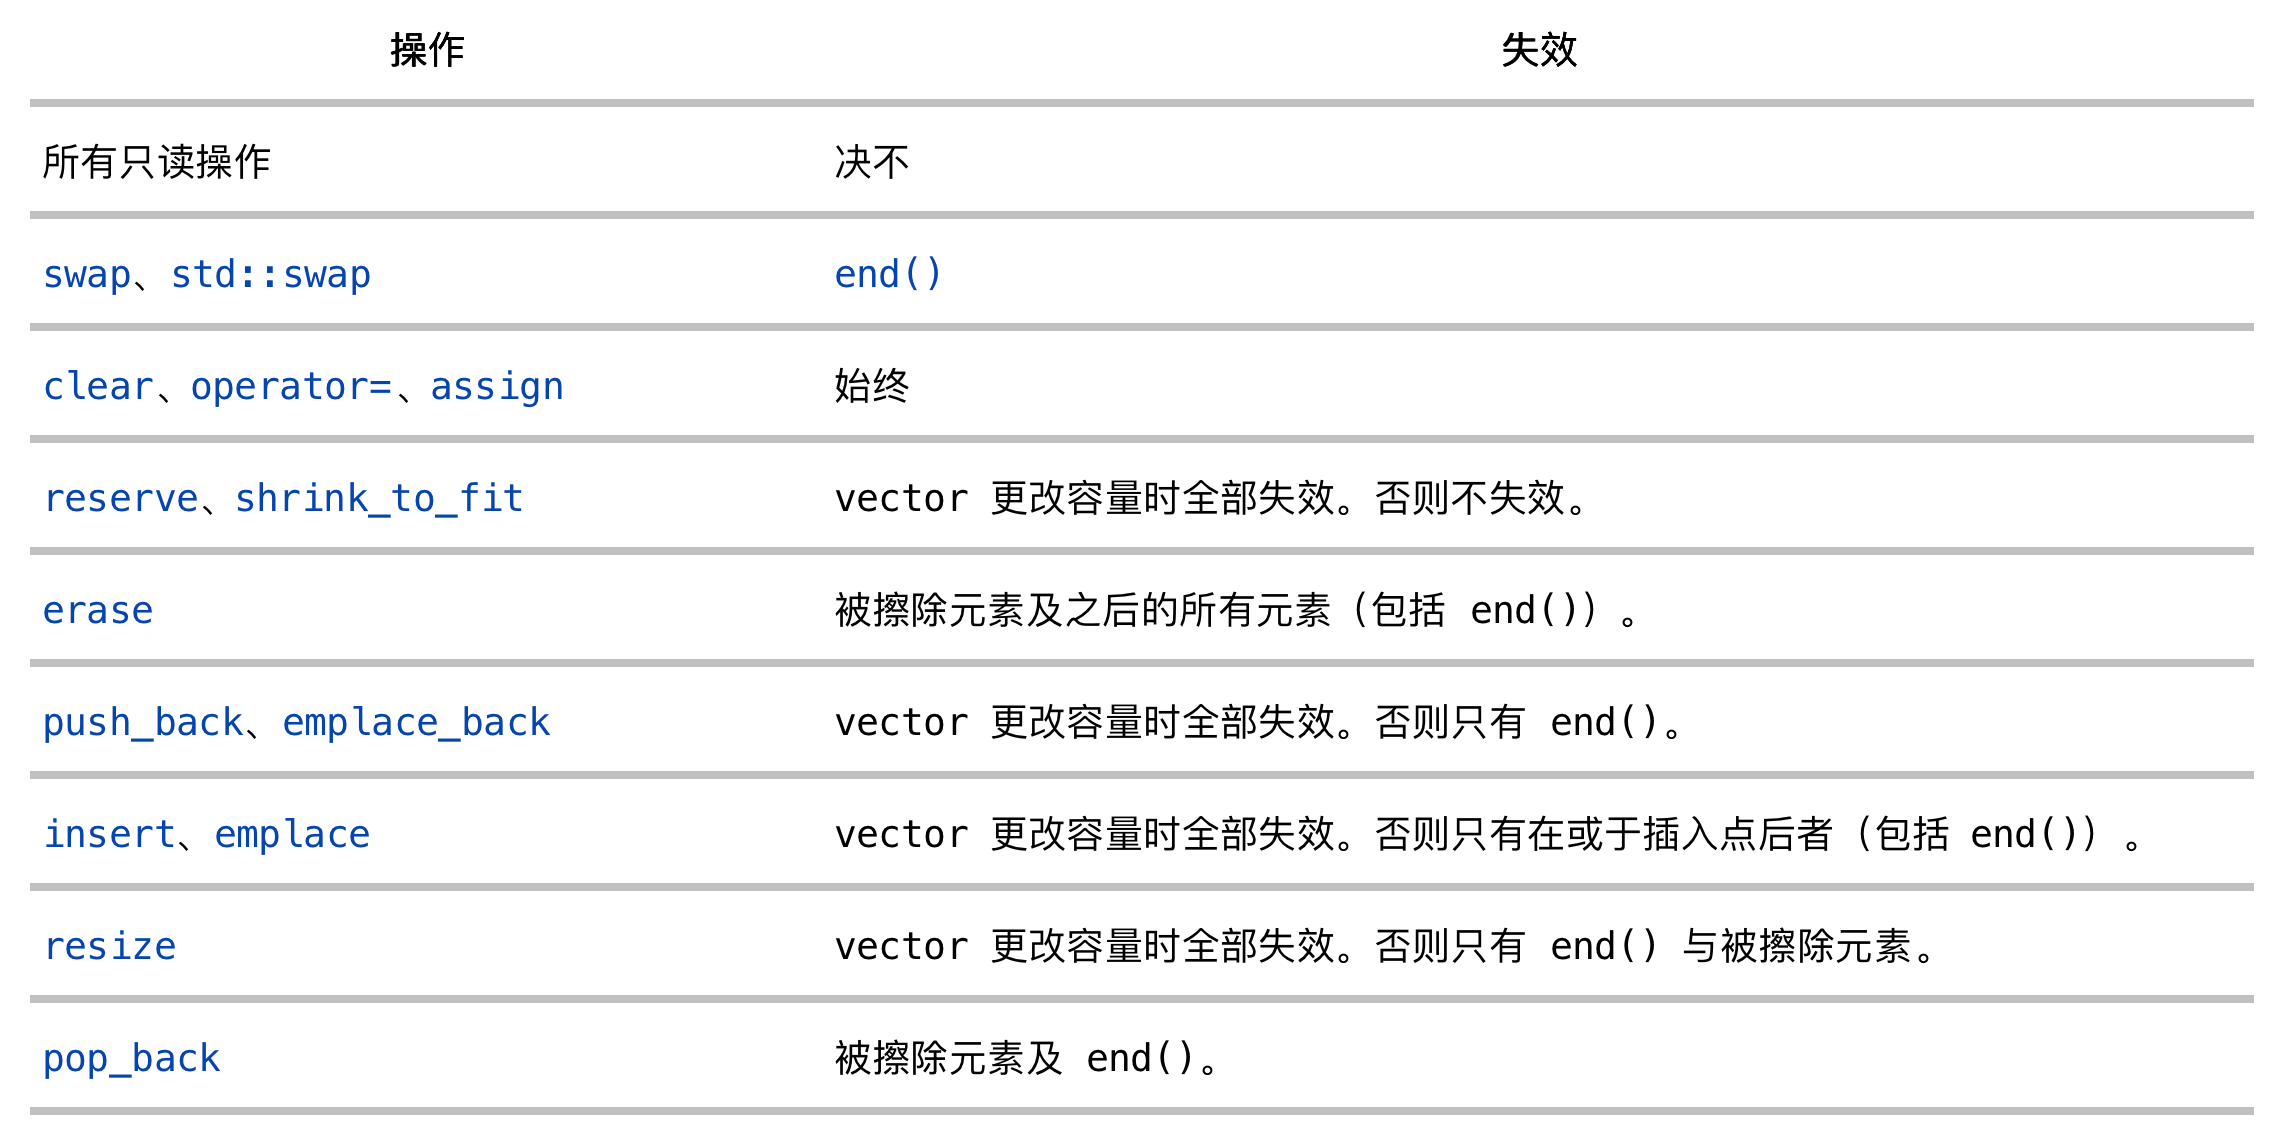 操作 失效
所有只读操作 决不
swap、std::swap end()
clear、operator=、assign 始终
reserve、shrink_to_fit vector 更改容量时全部失效。否则不失效。
erase 被擦除元素及之后的所有元素（包括 end()）。
push_back、emplace_back vector 更改容量时全部失效。否则只有 end()。
insert、emplace vector 更改容量时全部失效。否则只有在或于插入点后者（包括 end()）。
resize vector 更改容量时全部失效。否则只有 end() 与被擦除元素。
pop_back 被擦除元素及 end()。